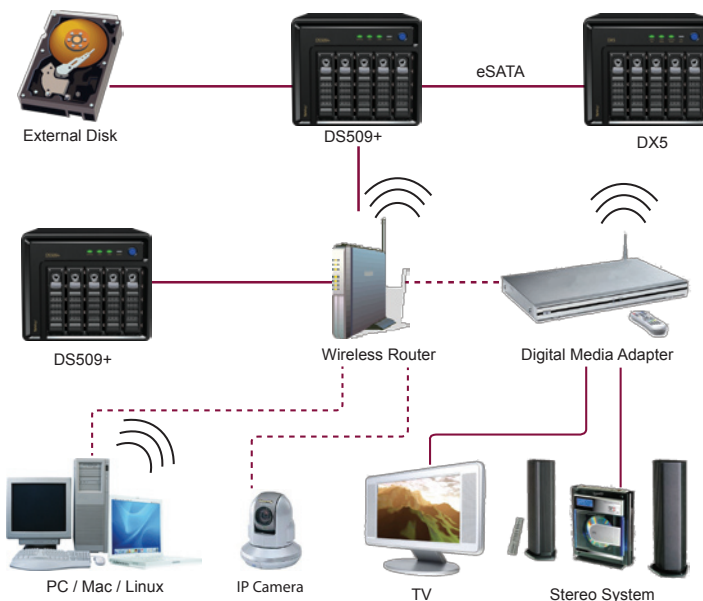 eSATA
External Disk
DS509+
DX5
DS509+
Wireless Router
Digital Media Adapter
PC / Mac / Linux
IP Camera
TV
Stereo System